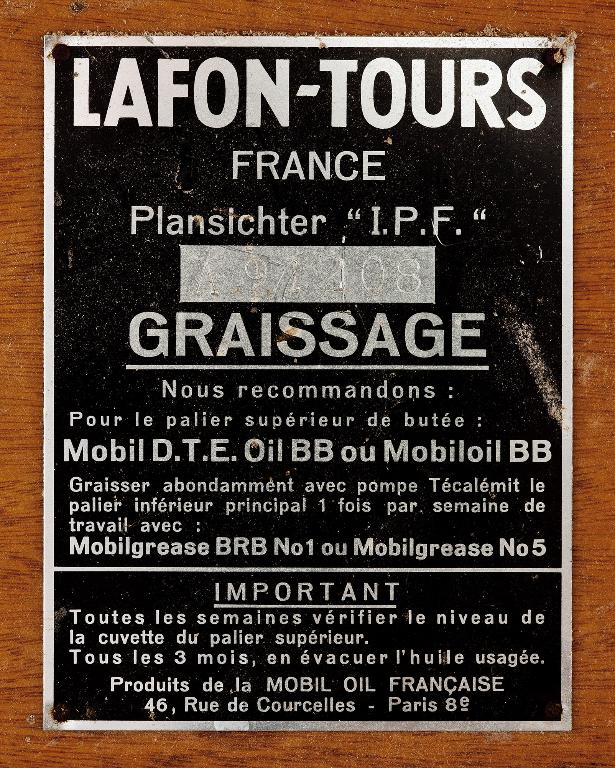 LAFON-TOURS
FRANCE
Plansichter "I.P.F."
GRAISSAGE
Nous recommandons :
Pour le palier supérieur de butée :
Mobil D.T.E. Oil BB ou Mobiloil BB
Graisser abondamment avec pompe Técalémit le
palier inférieur principal 1 fois par semaine de
travail avec :
Mobilgrease BRB No1 ou Mobilgrease No5
IMPORTANT
Toutes les semaines vérifier le niveau de
la cuvette du palier supérieur.
Tous les 3 mois, en évacuer l'huile usagée.
Produits de la MOBIL OIL FRANÇAISE
46, Rue de Courcelles - Paris 8e